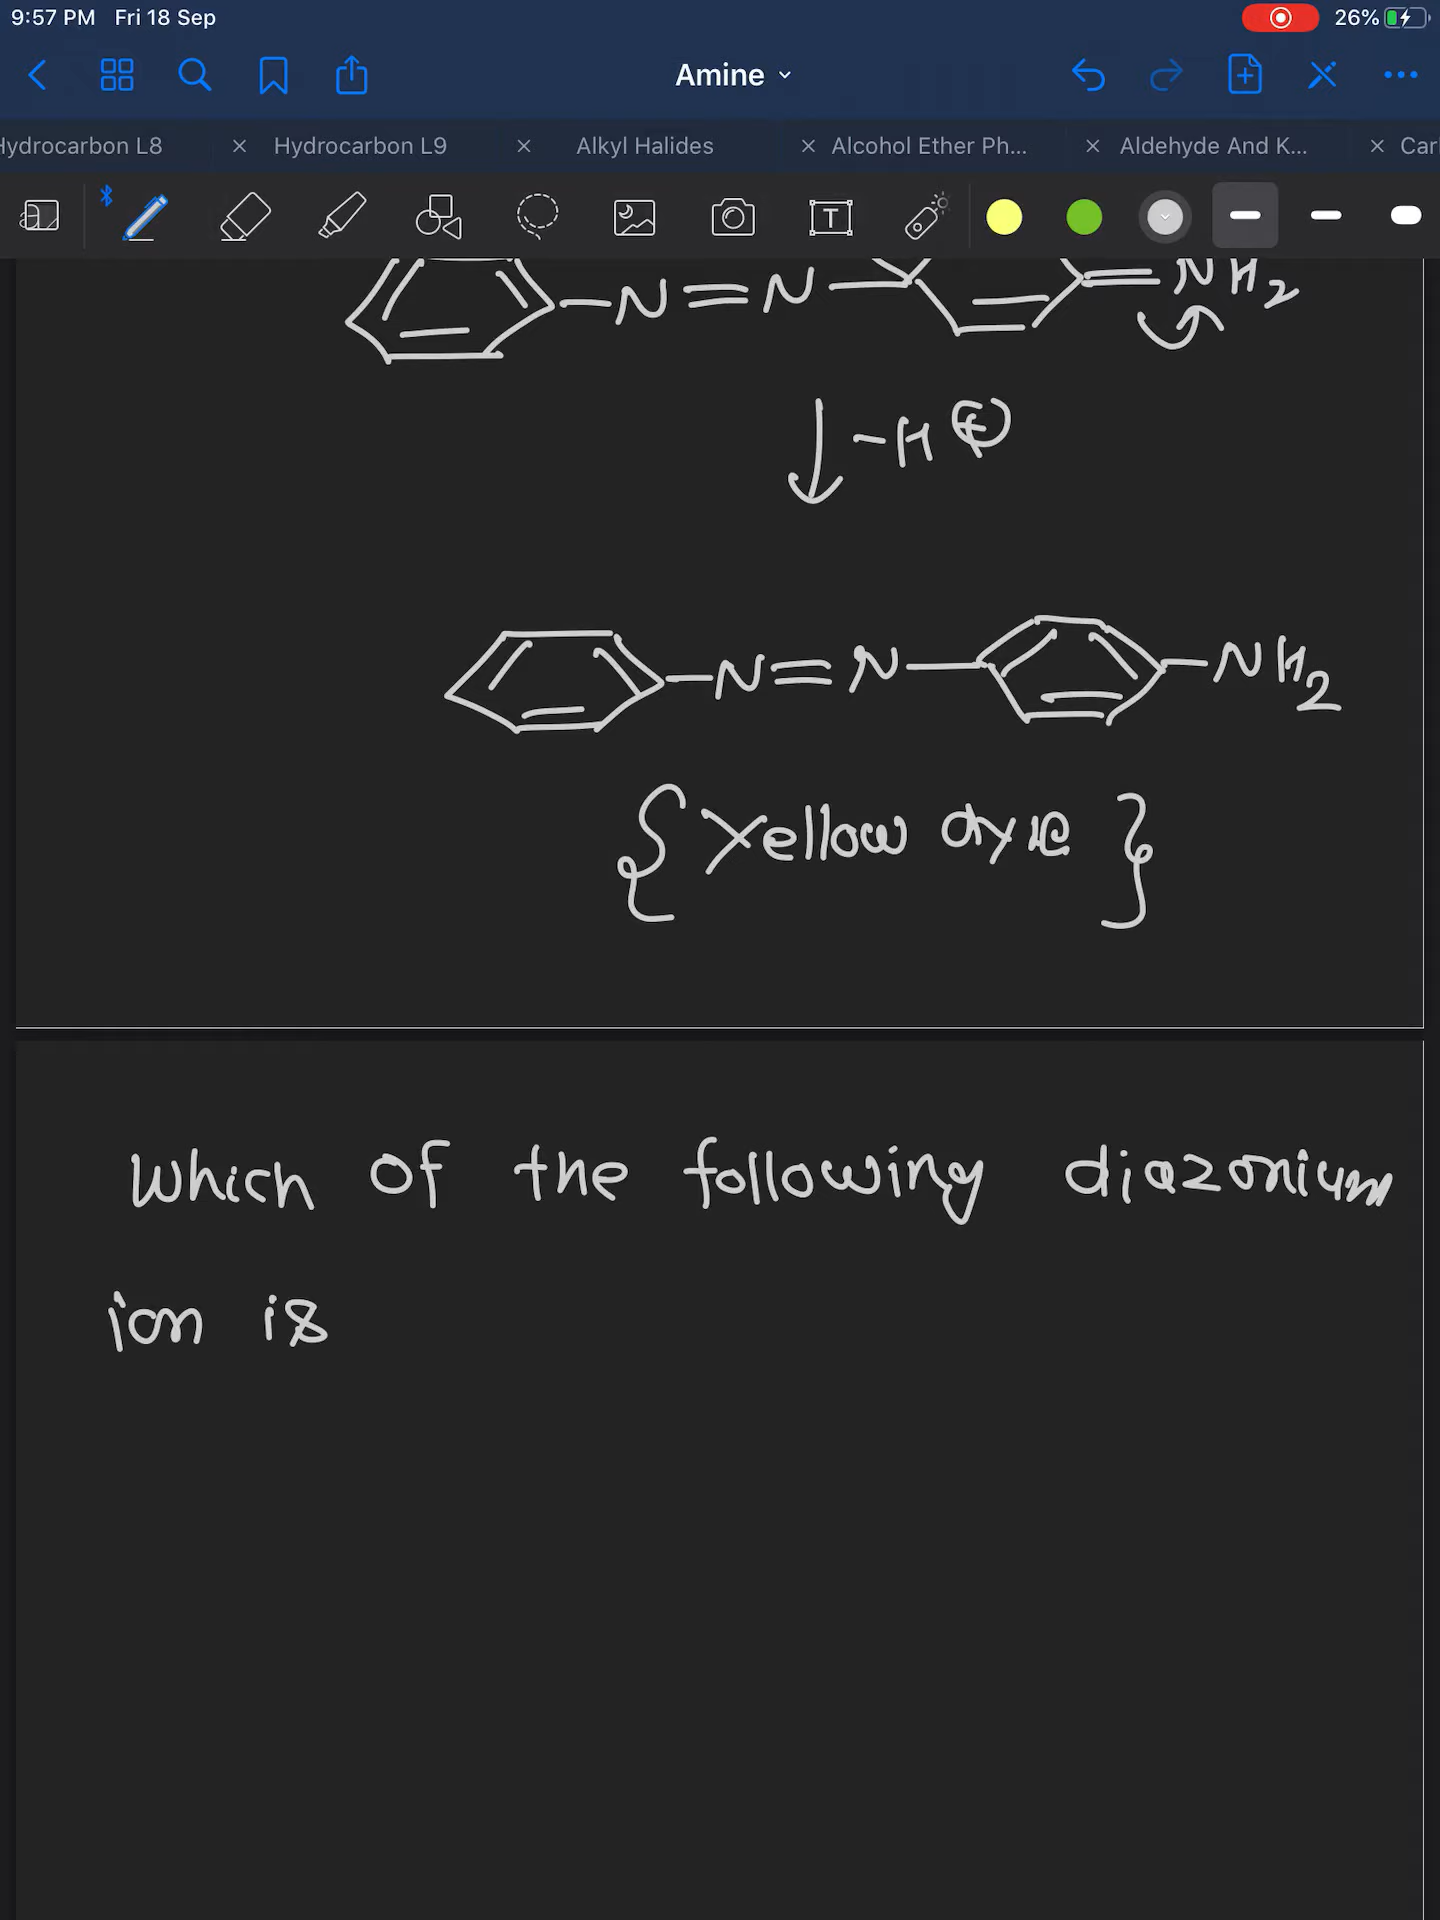 9:57 PM Fri 18 Sep 26%
Amine
Hydrocarbon L8 × Hydrocarbon L9 × Alkyl Halides × Alcohol Ether Ph... × Aldehyde And K... × Car
T
N=N NH2
-H⊕
N=N NH2
{Yellow dye}
Which of the following diazonium
ion is